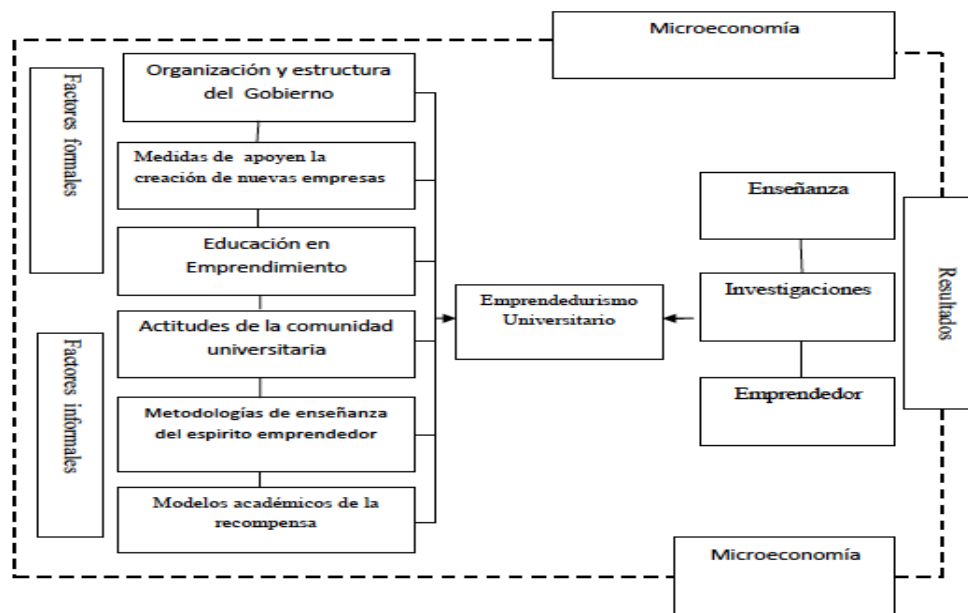 Microeconomía
Factores formales
Organización y estructura
del Gobierno
Medidas de apoyen la
creación de nuevas empresas
Educación en
Emprendimiento
Factores informales
Actitudes de la comunidad
universitaria
Metodologías de enseñanza
del espirito emprendedor
Modelos académicos de la
recompensa
Emprendedurismo
Universitario
Enseñanza
Investigaciones
Emprendedor
Resultados
Microeconomía